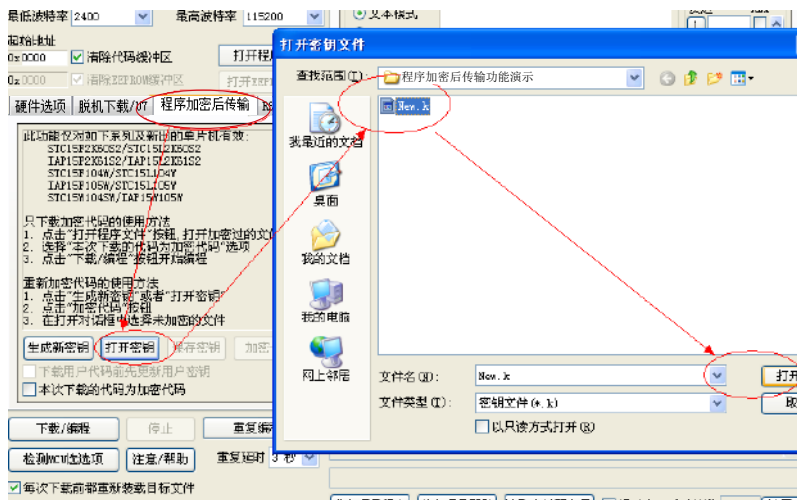 最低波特率 2400
最高波特率 115200
文本模式
起始地址
0x0000 清除代码缓冲区
打开程
0x0000 清除EEPROM缓冲区
打开EEP
硬件选项 脱机下载/U7 程序加密后传输
此功能仅对如下系列及新出的单片机有效:
STC15F2K60S2/STC15L2K60S2
IAP15F2K61S2/IAP15L2K61S2
STC15F104W/STC15L104W
IAP15F105W/STC15L105W
STC15W104SW/IAP15W105W
只下载加密代码的使用方法
1. 点击"打开程序文件"按钮,打开加密过的文
2. 选择"本次下载的代码为加密代码"选项
3. 点击"下载/编程"按钮开始编程
重新加密代码的使用方法
1. 点击"生成新密钥"或者"打开密钥"
2. 点击"加密代码"按钮
3. 在打开对话框中选择未加密的文件
生成新密钥 打开密钥 保存密钥 加密
下载用户代码前先更新用户密钥
本次下载的代码为加密代码
下载/编程 停止 重复编
检测MCU选项 注意/帮助 重复延时 3 秒
每次下载前都重新装载目标文件
打开密钥文件
查找范围(I): 程序加密后传输功能演示
New.k
我最近的文档
桌面
我的文档
我的电脑
网上邻居
文件名(N): New.k 打开
文件类型(T): 密钥文件(*.k) 取
以只读方式打开(R)